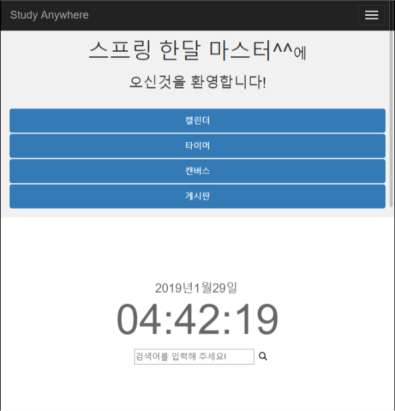 Study Anywhere
스프링 한달 마스터^^에
오신것을 환영합니다!
캘린더
타이머
캔버스
게시판
2019년1월29일
04:42:19
검색어를 입력해 주세요!